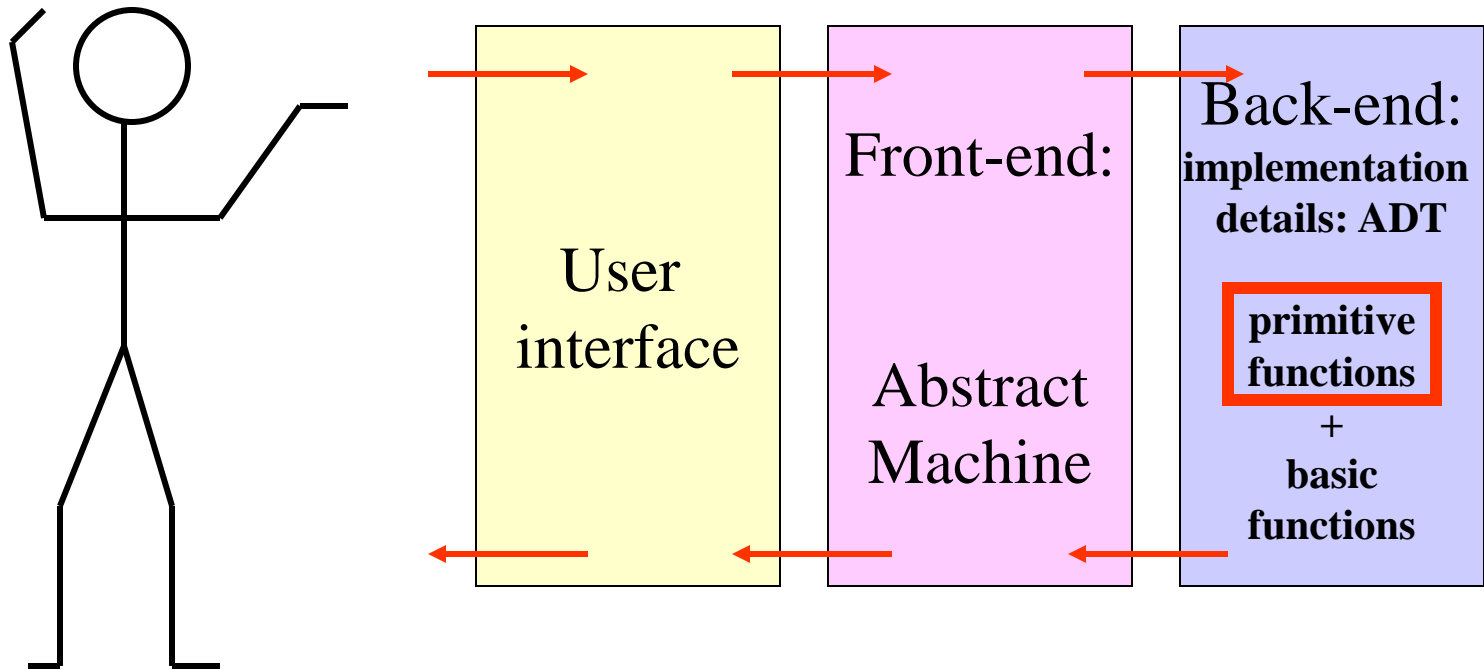 User
interface
Front-end:
Abstract
Machine
Back-end:
implementation
details: ADT
primitive
functions
+
basic
functions